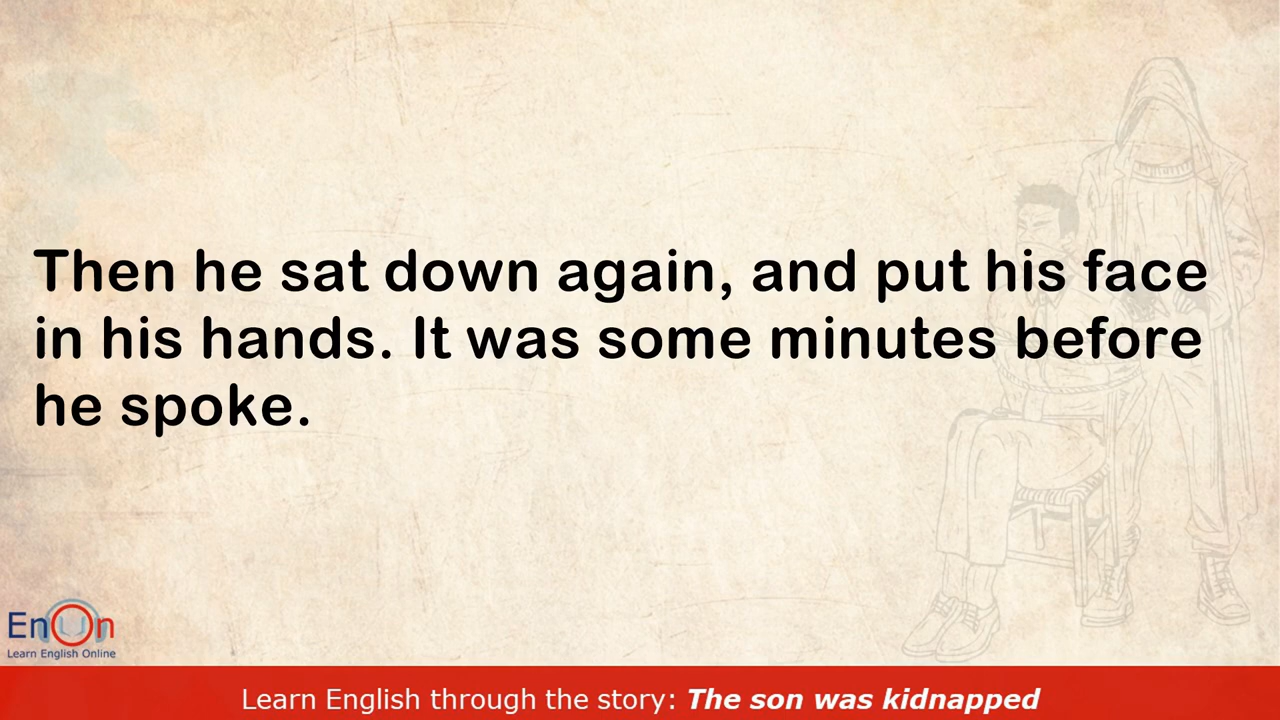 Then he sat down again, and put his face
in his hands. It was some minutes before
he spoke.
EnOn
Learn English Online
Learn English through the story: The son was kidnapped